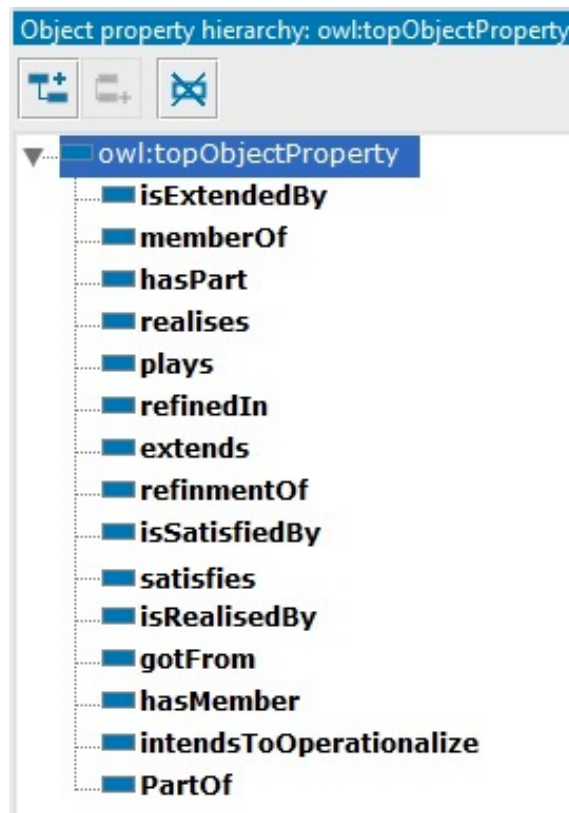 Object property hierarchy: owl:topObjectProperty
owl:topObjectProperty
isExtendedBy
memberOf
hasPart
realises
plays
refinedIn
extends
refinmentOf
isSatisfiedBy
satisfies
isRealisedBy
gotFrom
hasMember
intendsToOperationalize
PartOf